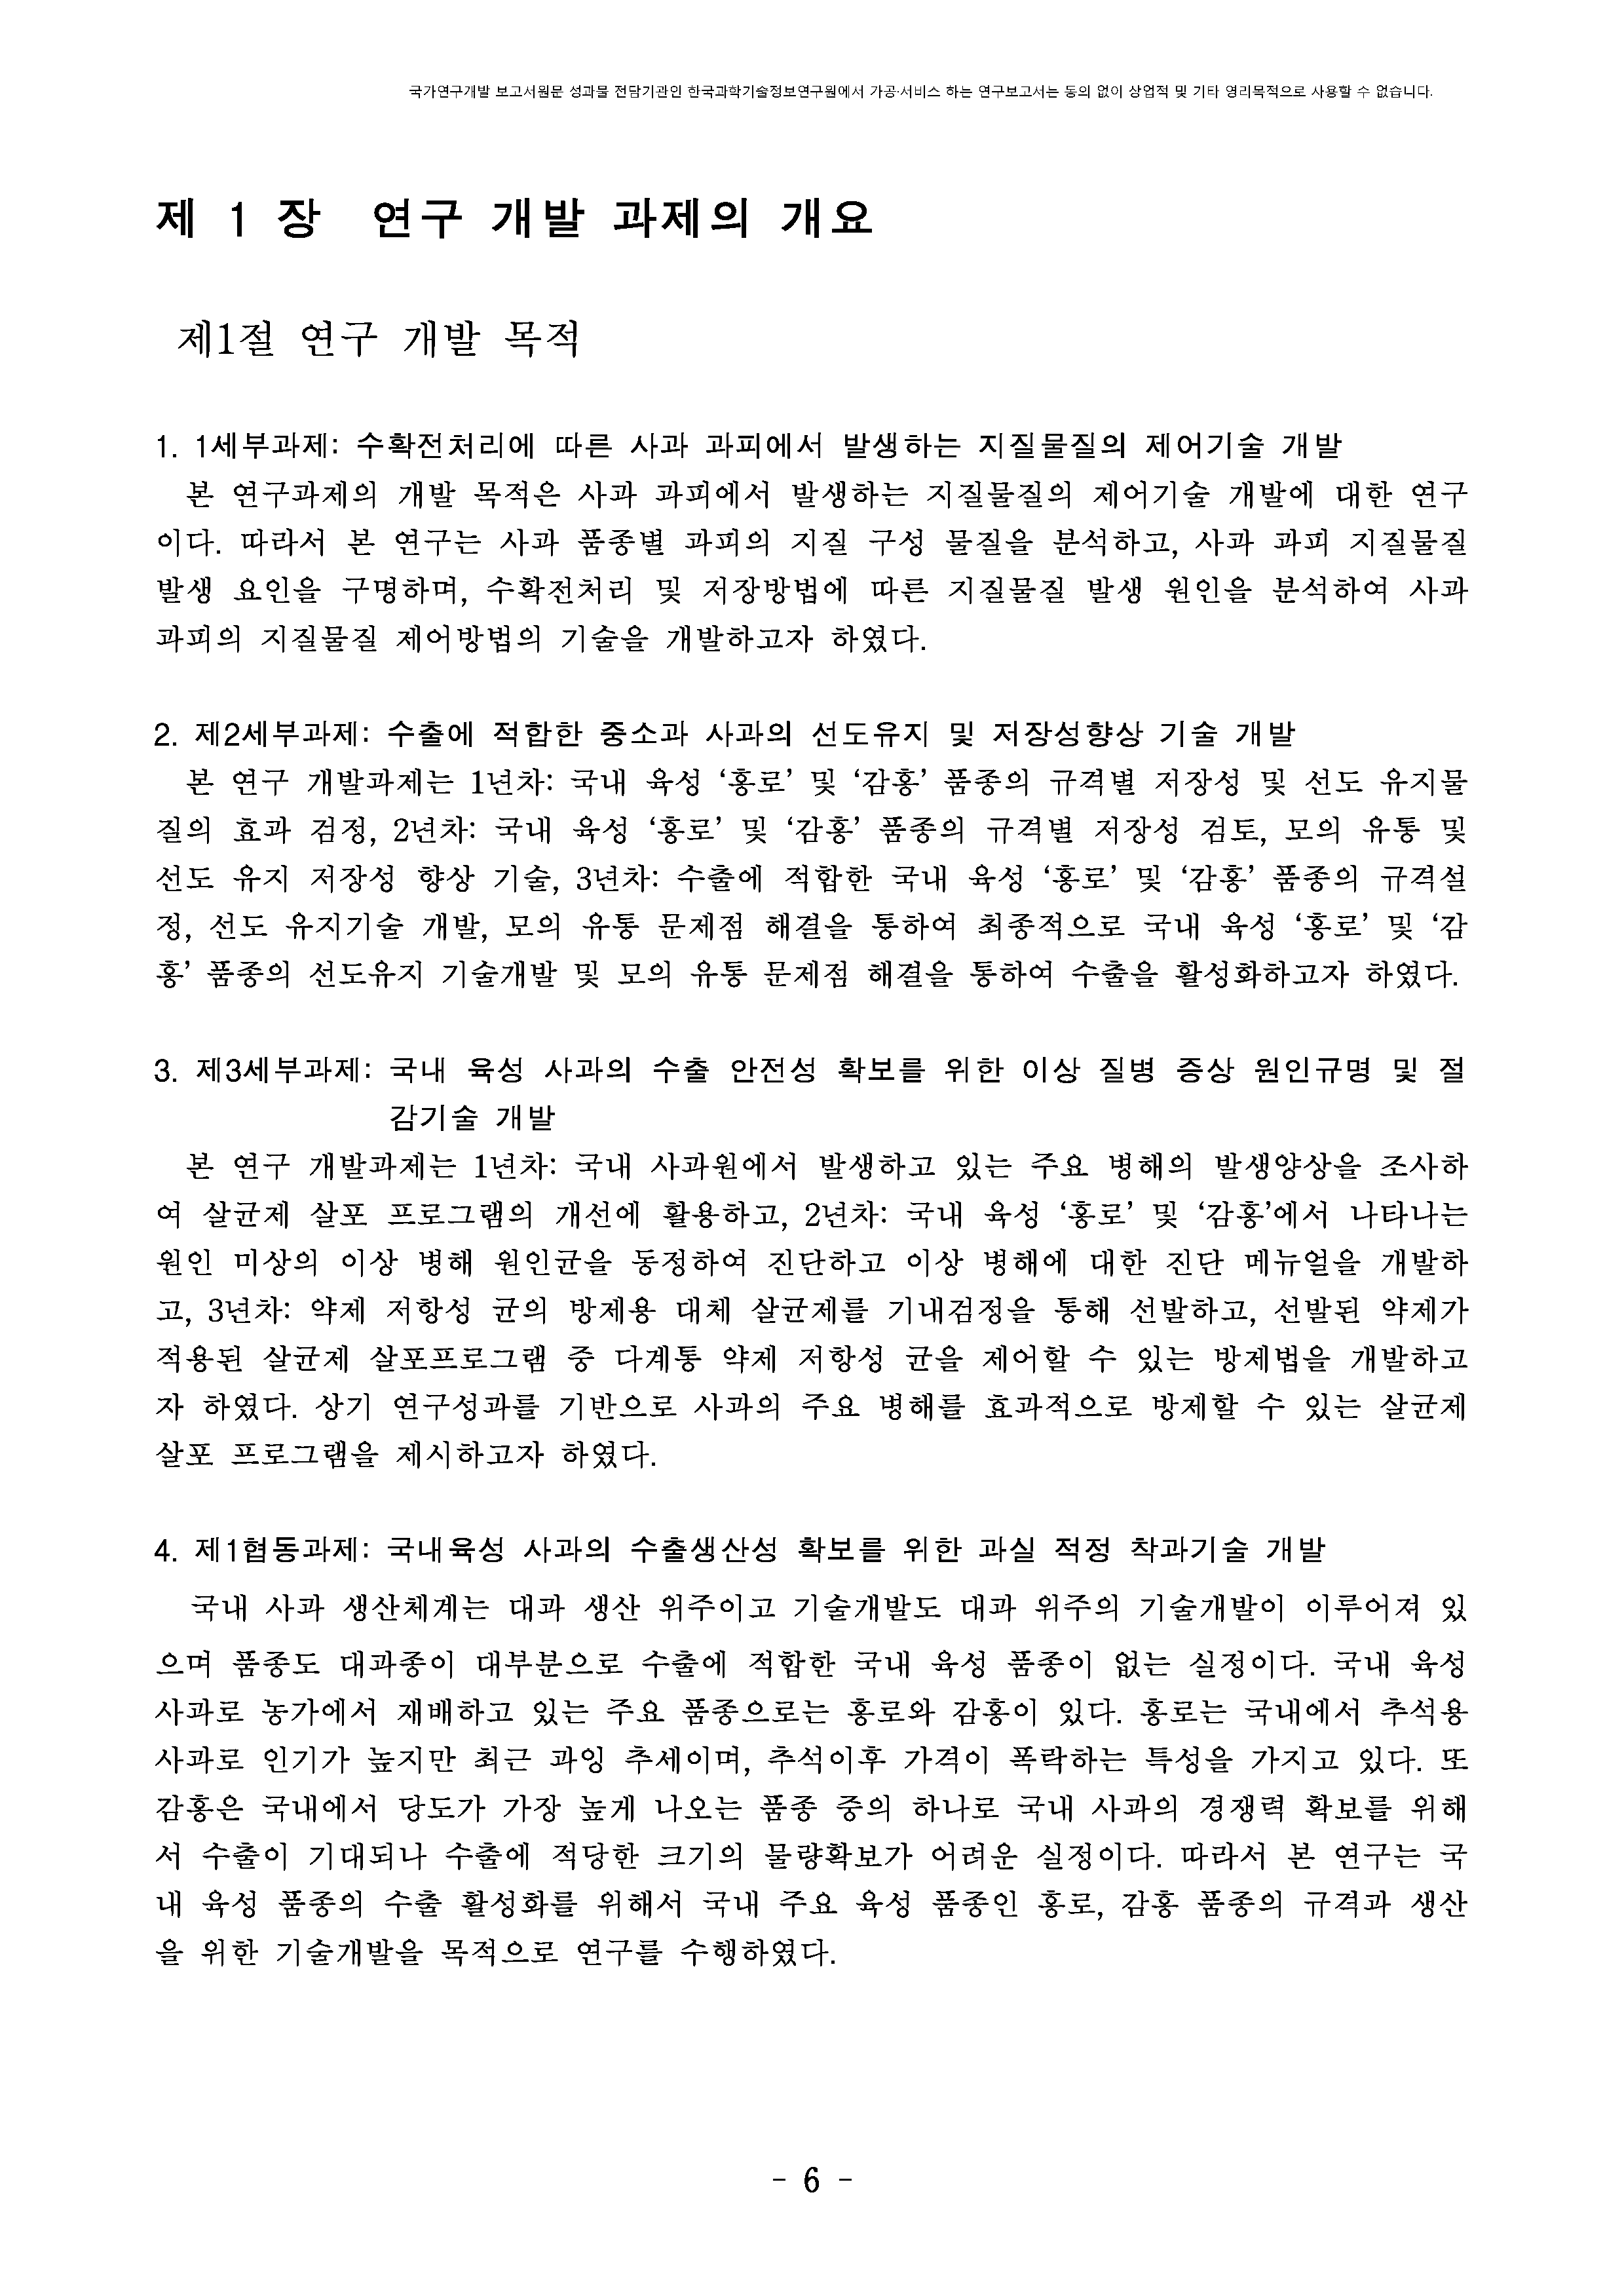 국가연구개발 보고서원문 성과물 전담기관인 한국과학기술정보연구원에서 가공·서비스 하는 연구보고서는 동의 없이 상업적 및 기타 영리목적으로 사용할 수 없습니다.
제 1 장 연구 개발 과제의 개요
제1절 연구 개발 목적
1. 1세부과제: 수확전처리에 따른 사과 과피에서 발생하는 지질물질의 제어기술 개발
본 연구과제의 개발 목적은 사과 과피에서 발생하는 지질물질의 제어기술 개발에 대한 연구
이다. 따라서 본 연구는 사과 품종별 과피의 지질 구성 물질을 분석하고, 사과 과피 지질물질
발생 요인을 구명하며, 수확전처리 및 저장방법에 따른 지질물질 발생 원인을 분석하여 사과
과피의 지질물질 제어방법의 기술을 개발하고자 하였다.
2. 제2세부과제: 수출에 적합한 중소과 사과의 선도유지 및 저장성향상 기술 개발
본 연구 개발과제는 1년차: 국내 육성 ‘홍로’ 및 ‘감홍’ 품종의 규격별 저장성 및 선도 유지물
질의 효과 검정, 2년차: 국내 육성 ‘홍로’ 및 ‘감홍’ 품종의 규격별 저장성 검토, 모의 유통 및
선도 유지 저장성 향상 기술, 3년차: 수출에 적합한 국내 육성 ‘홍로’ 및 ‘감홍’ 품종의 규격설
정, 선도 유지기술 개발, 모의 유통 문제점 해결을 통하여 최종적으로 국내 육성 ‘홍로’ 및 ‘감
홍’ 품종의 선도유지 기술개발 및 모의 유통 문제점 해결을 통하여 수출을 활성화하고자 하였다.
3. 제3세부과제: 국내 육성 사과의 수출 안전성 확보를 위한 이상 질병 증상 원인규명 및 절
감기술 개발
본 연구 개발과제는 1년차: 국내 사과원에서 발생하고 있는 주요 병해의 발생양상을 조사하
여 살균제 살포 프로그램의 개선에 활용하고, 2년차: 국내 육성 ‘홍로’ 및 ‘감홍’에서 나타나는
원인 미상의 이상 병해 원인균을 동정하여 진단하고 이상 병해에 대한 진단 메뉴얼을 개발하
고, 3년차: 약제 저항성 균의 방제용 대체 살균제를 기내검정을 통해 선발하고, 선발된 약제가
적용된 살균제 살포프로그램 중 다계통 약제 저항성 균을 제어할 수 있는 방제법을 개발하고
자 하였다. 상기 연구성과를 기반으로 사과의 주요 병해를 효과적으로 방제할 수 있는 살균제
살포 프로그램을 제시하고자 하였다.
4. 제1협동과제: 국내육성 사과의 수출생산성 확보를 위한 과실 적정 착과기술 개발
국내 사과 생산체계는 대과 생산 위주이고 기술개발도 대과 위주의 기술개발이 이루어져 있
으며 품종도 대과종이 대부분으로 수출에 적합한 국내 육성 품종이 없는 실정이다. 국내 육성
사과로 농가에서 재배하고 있는 주요 품종으로는 홍로와 감홍이 있다. 홍로는 국내에서 추석용
사과로 인기가 높지만 최근 과잉 추세이며, 추석이후 가격이 폭락하는 특성을 가지고 있다. 또
감홍은 국내에서 당도가 가장 높게 나오는 품종 중의 하나로 국내 사과의 경쟁력 확보를 위해
서 수출이 기대되나 수출에 적당한 크기의 물량확보가 어려운 실정이다. 따라서 본 연구는 국
내 육성 품종의 수출 활성화를 위해서 국내 주요 육성 품종인 홍로, 감홍 품종의 규격과 생산
을 위한 기술개발을 목적으로 연구를 수행하였다.
- 6 -